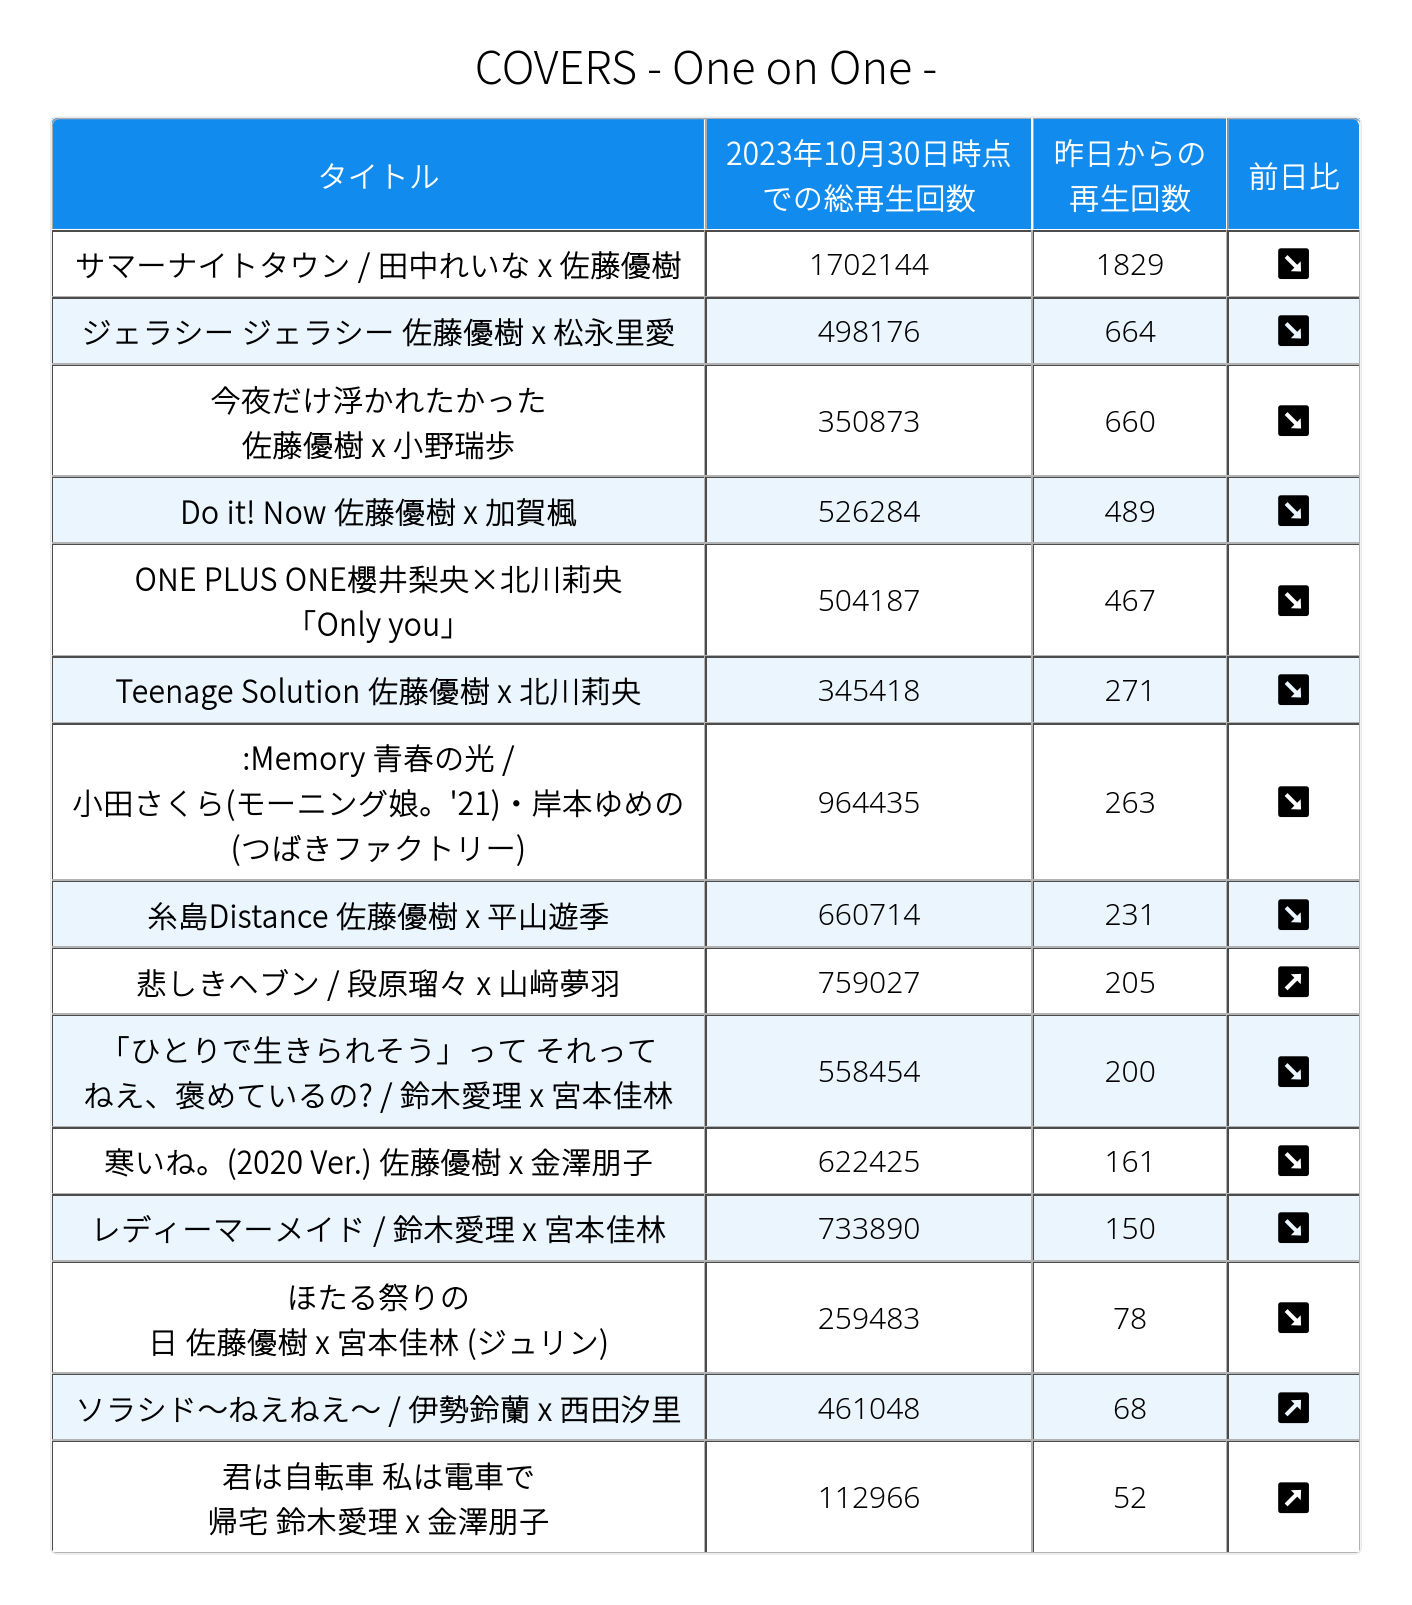 COVERS - One on One -
タイトル
2023年10月30日時点
での総再生回数
昨日からの
再生回数
前日比
サマーナイトタウン / 田中れいな x 佐藤優樹
1702144
1829
ジェラシー ジェラシー 佐藤優樹 x 松永里愛
498176
664
今夜だけ浮かれたかった
佐藤優樹 x 小野瑞歩
350873
660
Do it! Now 佐藤優樹 x 加賀楓
526284
489
ONE PLUS ONE櫻井梨央×北川莉央
「Only you」
504187
467
Teenage Solution 佐藤優樹 x 北川莉央
345418
271
:Memory 青春の光 /
小田さくら(モーニング娘。'21)・岸本ゆめの
(つばきファクトリー)
964435
263
糸島Distance 佐藤優樹 x 平山遊季
660714
231
悲しきヘブン / 段原瑠々 x 山﨑夢羽
759027
205
「ひとりで生きられそう」って それって
ねえ、褒めているの? / 鈴木愛理 x 宮本佳林
558454
200
寒いね。(2020 Ver.) 佐藤優樹 x 金澤朋子
622425
161
レディーマーメイド / 鈴木愛理 x 宮本佳林
733890
150
ほたる祭りの
日 佐藤優樹 x 宮本佳林 (ジュリン)
259483
78
ソラシド～ねえねえ～ / 伊勢鈴蘭 x 西田汐里
461048
68
君は自転車 私は電車で
帰宅 鈴木愛理 x 金澤朋子
112966
52